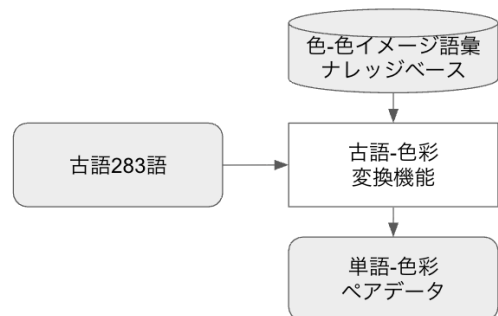 色-色イメージ語彙
ナレッジベース
古語283語
古語-色彩
変換機能
単語-色彩
ペアデータ